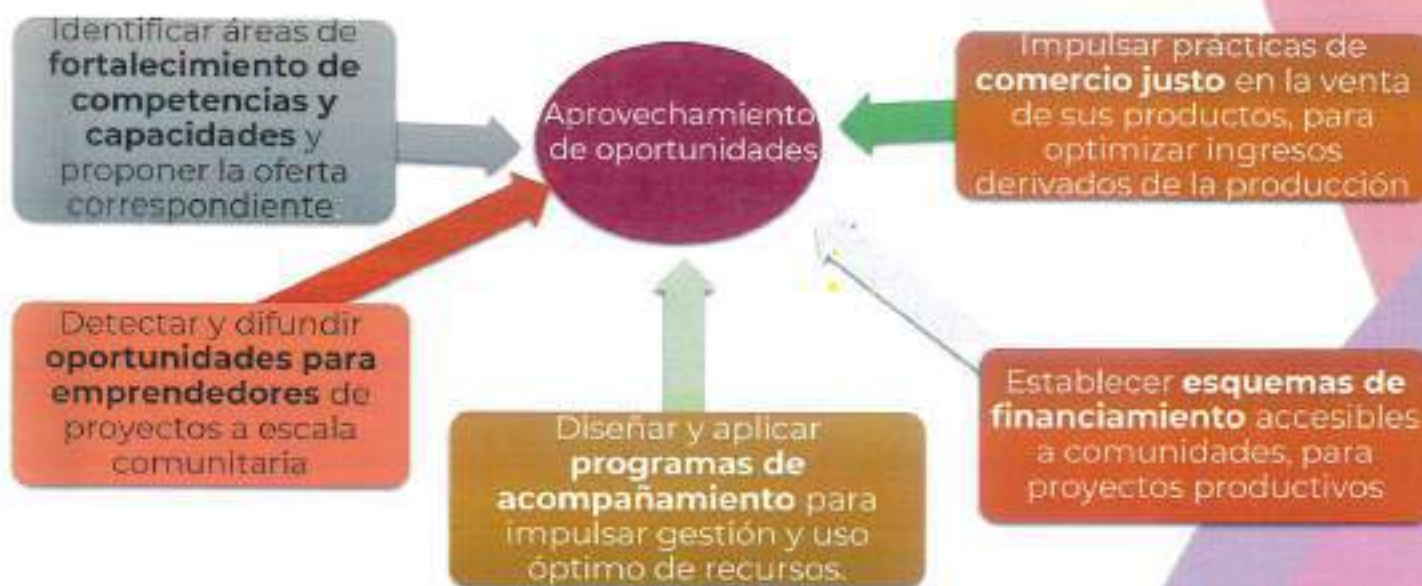 Identificar áreas de
fortalecimiento de
competencias y
capacidades y
proponer la oferta
correspondiente
Aprovechamiento
de oportunidades
Impulsar prácticas de
comercio justo en la venta
de sus productos, para
optimizar ingresos
derivados de la producción
Detectar y difundir
oportunidades para
emprendedores de
proyectos a escala
comunitaria
Diseñar y aplicar
programas de
acompañamiento para
impulsar gestión y uso
óptimo de recursos.
Establecer esquemas de
financiamiento accesibles
a comunidades, para
proyectos productivos